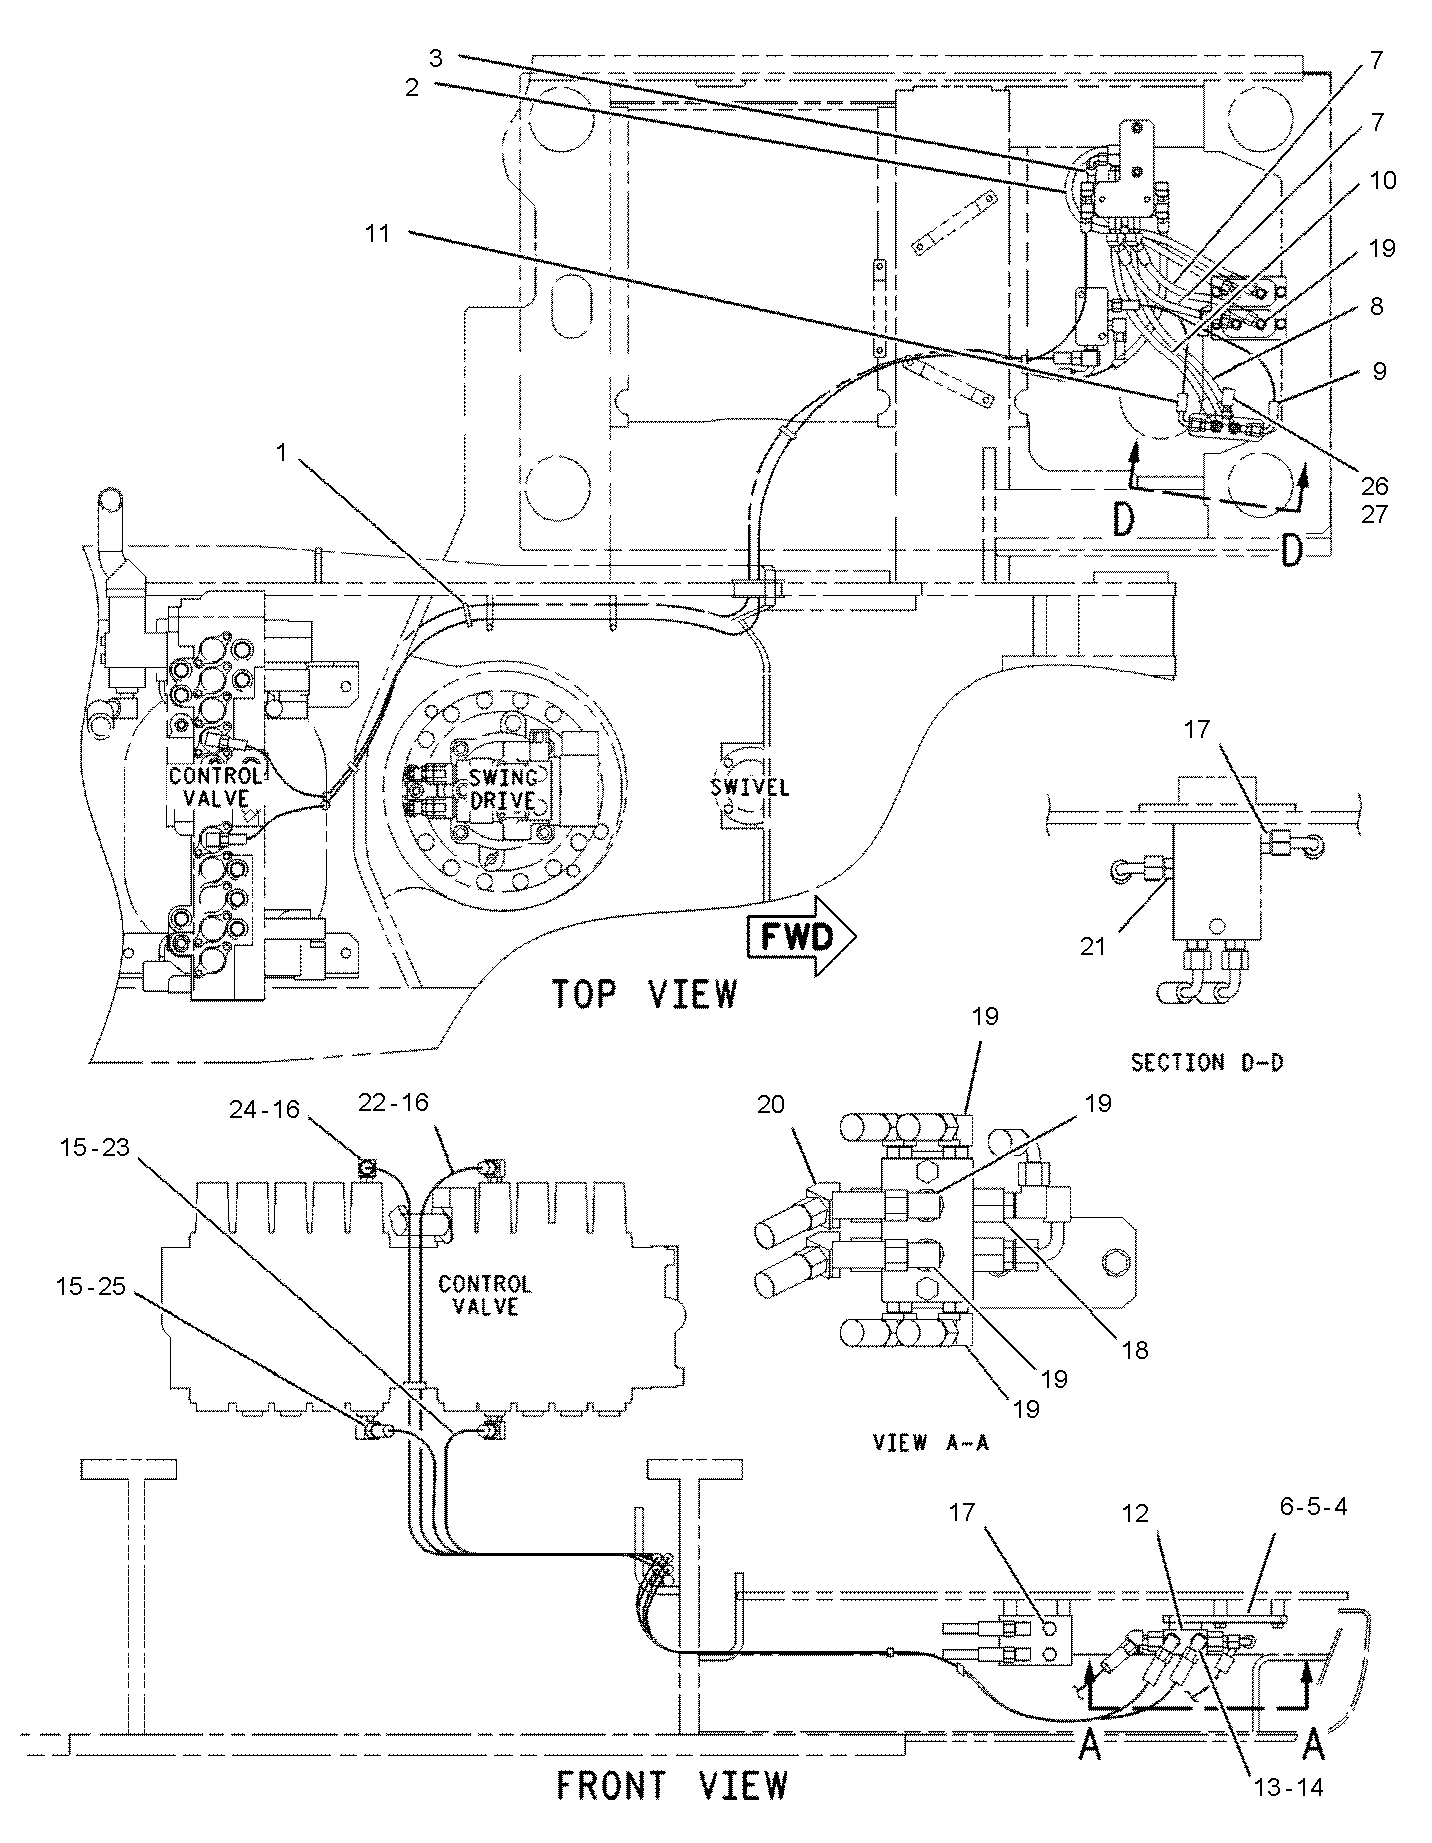 3
7
2
7
10
11
19
8
9
1
26
27
D
D
17
CONTROL
VALVE
SWING
DRIVE
SWIVEL
21
FWD
TOP VIEW
19
SECTION D-D
24-16
22-16
20
19
15-23
15-25
CONTROL
VALVE
18
19
19
VIEW A-A
17
12
6-5-4
A
A
FRONT VIEW
13-14